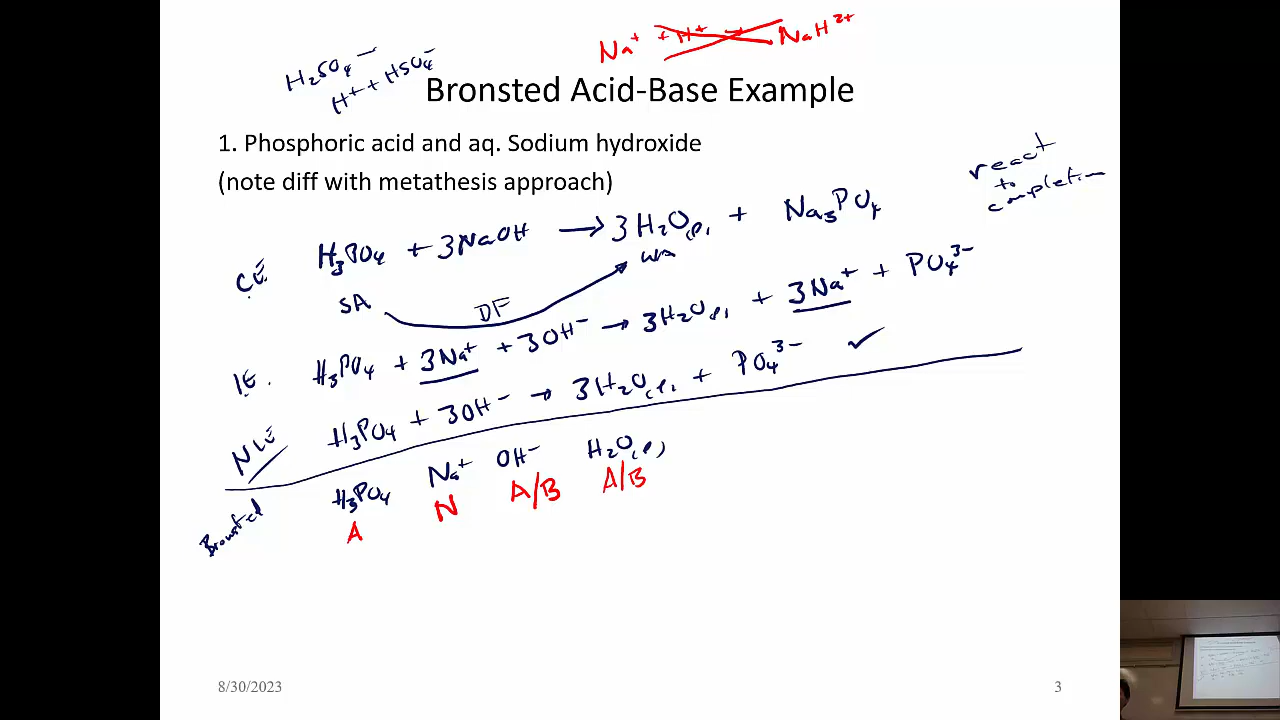 Na⁺ + H⁺ → NaH²⁺
H₂SO₄ –
H⁺ + HSO₄⁻
Bronsted Acid-Base Example
1. Phosphoric acid and aq. Sodium hydroxide
(note diff with metathesis approach)
react to completion
CE H₃PO₄ + 3NaOH → 3H₂O(l) + Na₃PO₄
SA DF WA
IE. H₃PO₄ + 3Na⁺ + 3OH⁻ → 3H₂O(l) + 3Na⁺ + PO₄³⁻
NIE H₃PO₄ + 3OH⁻ → 3H₂O(l) + PO₄³⁻ ✓
Bronsted H₃PO₄ Na⁺ OH⁻ H₂O(l)
A N A/B A/B
8/30/2023 3